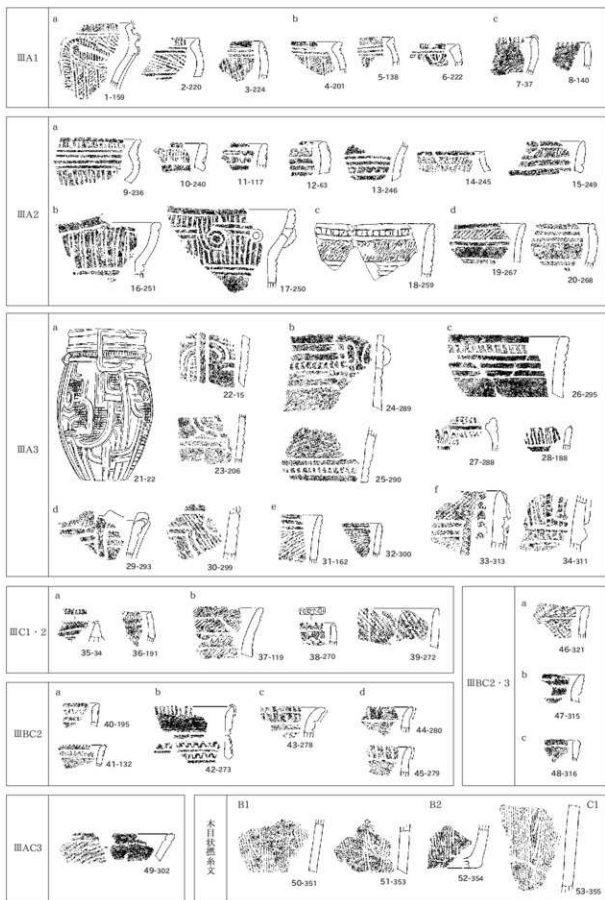 ⅢA1
a
b
c
1-159
2-220
3-224
4-201
5-138
6-222
7-37
8-140
ⅢA2
a
9-236
10-240
11-117
12-63
13-246
14-245
15-249
b
c
d
16-251
17-250
18-259
19-267
20-268
ⅢA3
a
b
c
21-22
22-15
23-206
24-289
25-290
26-295
27-288
28-188
d
e
f
29-293
30-299
31-162
32-300
33-313
34-311
ⅢC1・2
a
b
35-34
36-191
37-119
38-270
39-272
ⅢBC2・3
a
46-321
b
47-315
c
48-316
ⅢBC2
a
b
c
d
40-195
41-132
42-273
43-278
44-280
45-279
ⅢAC3
49-302
木目状撚糸文
B1
B2
C1
50-351
51-353
52-354
53-355